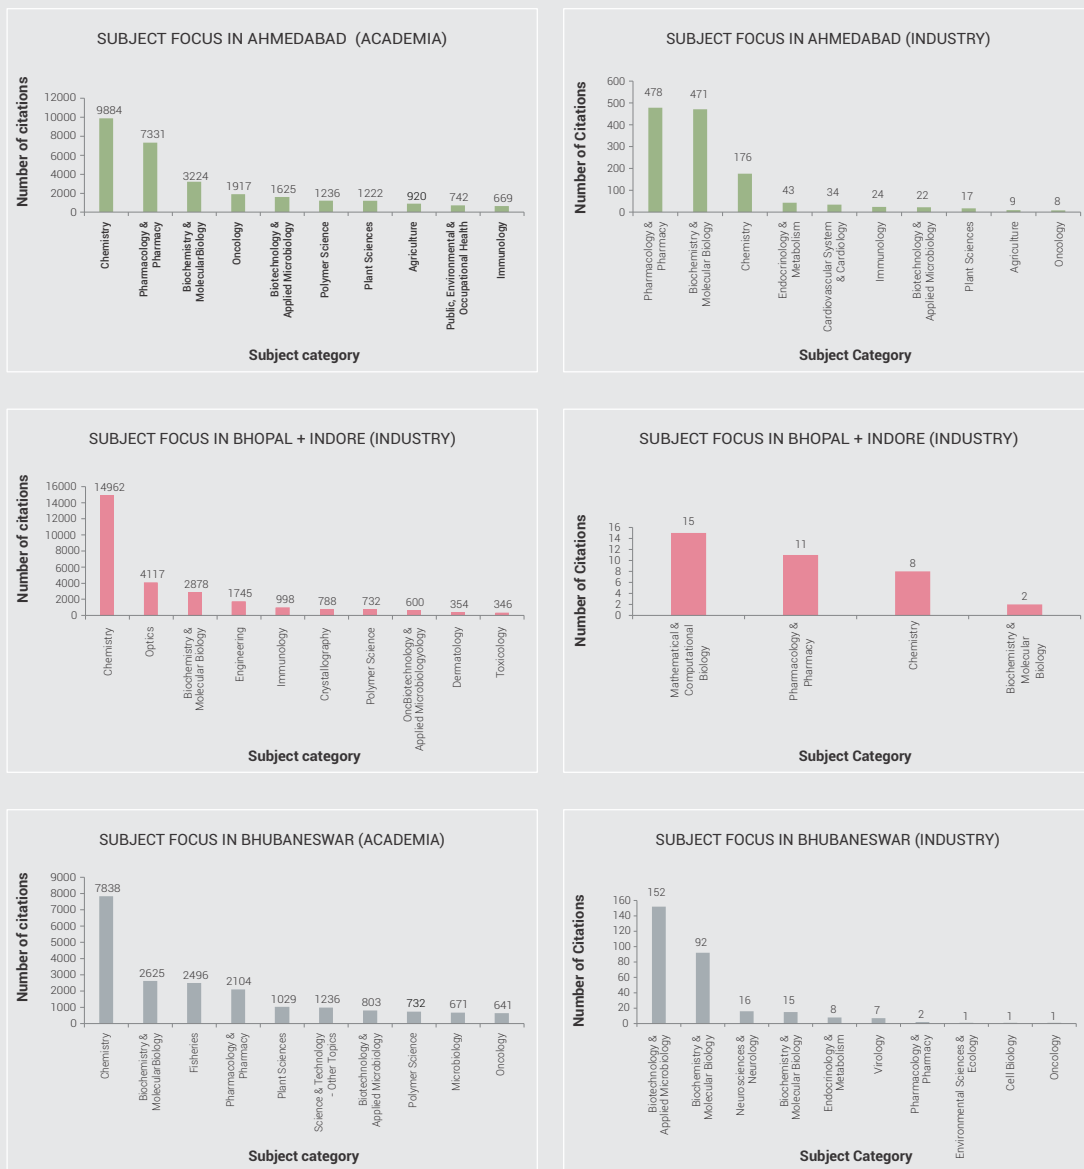 SUBJECT FOCUS IN AHMEDABAD (ACADEMIA)
Number of citations
12000
10000
8000
6000
4000
2000
0
9884
7331
3224
1917
1625
1236
1222
920
742
669
Chemistry
Pharmacology &
Pharmacy
Biochemistry &
MolecularBiology
Oncology
Biotechnology &
Applied Microbiology
Polymer Science
Plant Sciences
Agriculture
Public, Environmental &
Occupational Health
Immunology
Subject category
SUBJECT FOCUS IN AHMEDABAD (INDUSTRY)
Number of Citations
600
500
400
300
200
100
0
478
471
176
43
34
24
22
17
9
8
Pharmacology &
Pharmacy
Biochemistry &
Molecular Biology
Chemistry
Endocrinology &
Metabolism
Cardiovascular System
& Cardiology
Immunology
Biotechnology &
Applied Microbiology
Plant Sciences
Agriculture
Oncology
Subject Category
SUBJECT FOCUS IN BHOPAL + INDORE (INDUSTRY)
Number of citations
16000
14000
12000
10000
8000
6000
4000
2000
0
14962
4117
2878
1745
998
788
732
600
354
346
Chemistry
Optics
Biochemistry &
Molecular Biology
Engineering
Immunology
Crystallography
Polymer Science
OncBiotechnology &
Applied Microbiologyology
Dermatology
Toxicology
Subject category
SUBJECT FOCUS IN BHOPAL + INDORE (INDUSTRY)
Number of Citations
16
14
12
10
8
6
4
2
0
15
11
8
2
Mathematical &
Computational
Biology
Pharmacology &
Pharmacy
Chemistry
Biochemistry &
Molecular
Biology
Subject Category
SUBJECT FOCUS IN BHUBANESWAR (ACADEMIA)
Number of citations
9000
8000
7000
6000
5000
4000
3000
2000
1000
0
7838
2625
2496
2104
1029
1236
803
732
671
641
Chemistry
Biochemistry &
MolecularBiology
Fisheries
Pharmacology &
Pharmacy
Plant Sciences
Science & Technology
- Other Topics
Biotechnology &
Applied Microbiology
Polymer Science
Microbiology
Oncology
Subject category
SUBJECT FOCUS IN BHUBANESWAR (INDUSTRY)
Number of Citations
160
140
120
100
80
60
40
20
0
152
92
16
15
8
7
2
1
1
1
Biotechnology &
Applied Microbiology
Biochemistry &
Molecular Biology
Neurosciences &
Neurology
Biochemistry &
Molecular Biology
Endocrinology &
Metabolism
Virology
Pharmacology &
Pharmacy
Environmental Sciences &
Ecology
Cell Biology
Oncology
Subject Category